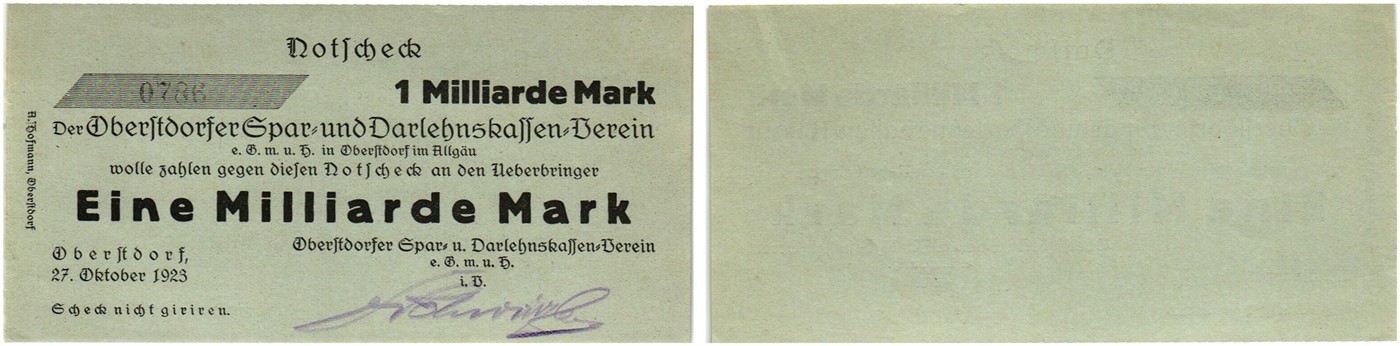 Notscheck
0786
1 Milliarde Mark
Der Oberstdorfer Spar- und Darlehnskassen-Verein
e. G. m. u. H. in Oberstdorf im Allgäu
wolle zahlen gegen diesen Notscheck an den Ueberbringer
Eine Milliarde Mark
Oberstdorf,
27. Oktober 1923
Oberstdorfer Spar- u. Darlehnskassen-Verein
e. G. m. u. H.
i. V.
Scheck nicht giriren.
A. Hofmann, Oberstdorf